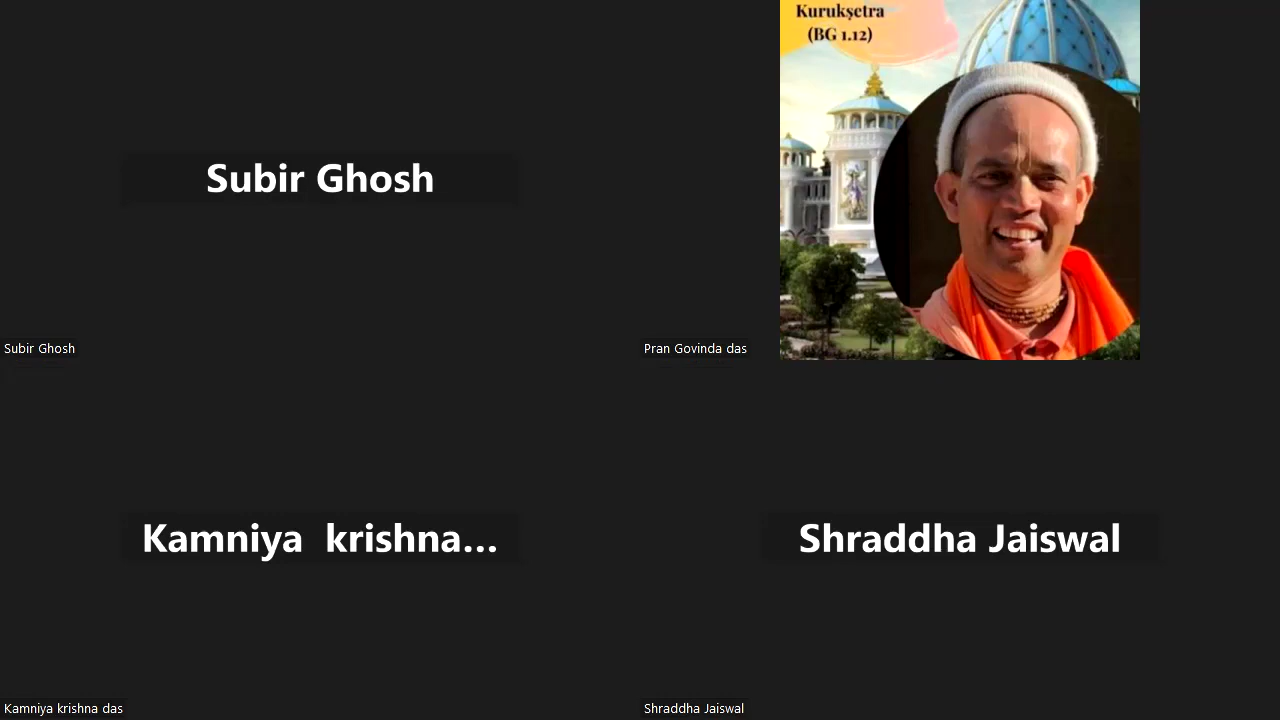 Kurukṣetra
(BG 1.12)
Subir Ghosh
Subir Ghosh
Pran Govinda das
Kamniya krishna...
Shraddha Jaiswal
Kamniya krishna das
Shraddha Jaiswal